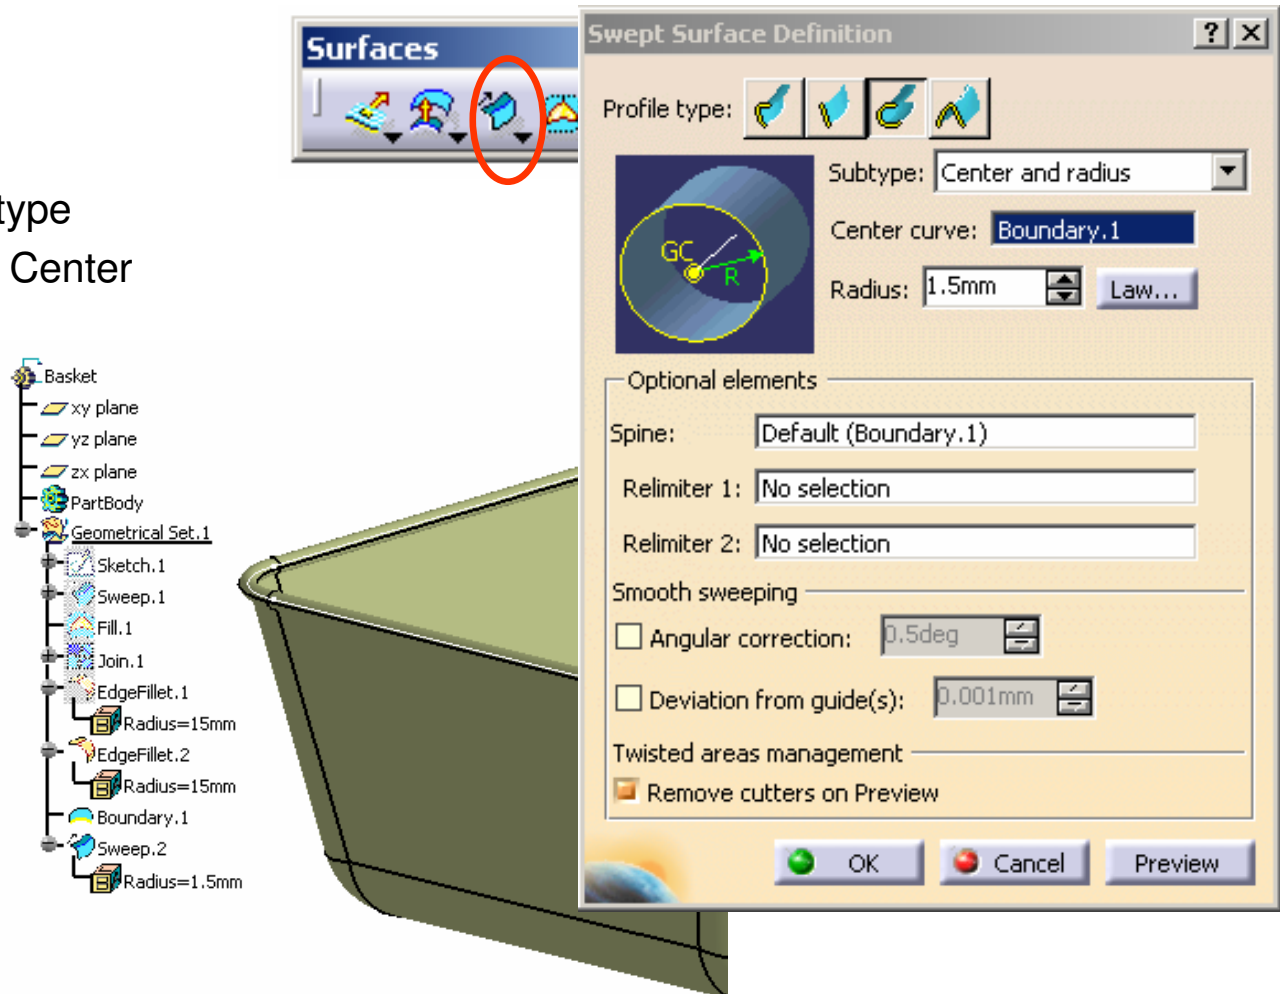 Surfaces
type
Center
Basket
xy plane
yz plane
zx plane
PartBody
Geometrical Set.1
Sketch.1
Sweep.1
Fill.1
Join.1
EdgeFillet.1
Radius=15mm
EdgeFillet.2
Radius=15mm
Boundary.1
Sweep.2
Radius=1.5mm
Swept Surface Definition
Profile type:
GC
R
Subtype: Center and radius
Center curve: Boundary.1
Radius: 1.5mm Law...
Optional elements
Spine: Default (Boundary.1)
Relimiter 1: No selection
Relimiter 2: No selection
Smooth sweeping
Angular correction: 0.5deg
Deviation from guide(s): 0.001mm
Twisted areas management
Remove cutters on Preview
OK Cancel Preview